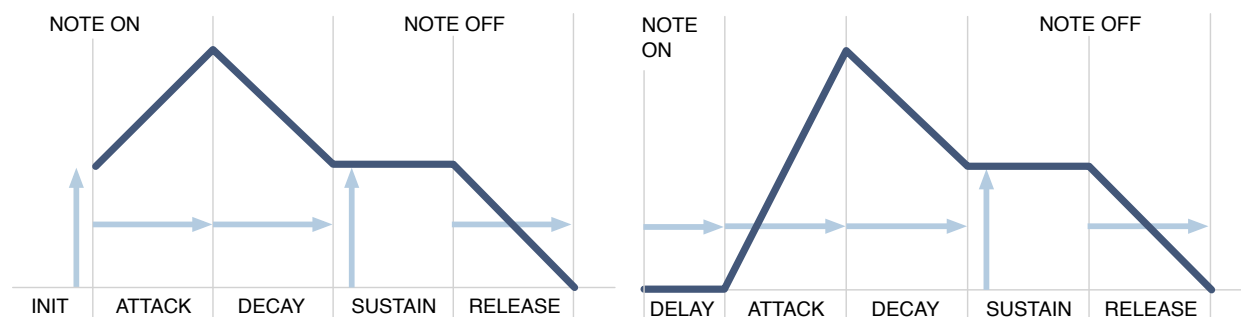 NOTE ON
NOTE OFF
INIT
ATTACK
DECAY
SUSTAIN
RELEASE
NOTE
ON
NOTE OFF
DELAY
ATTACK
DECAY
SUSTAIN
RELEASE